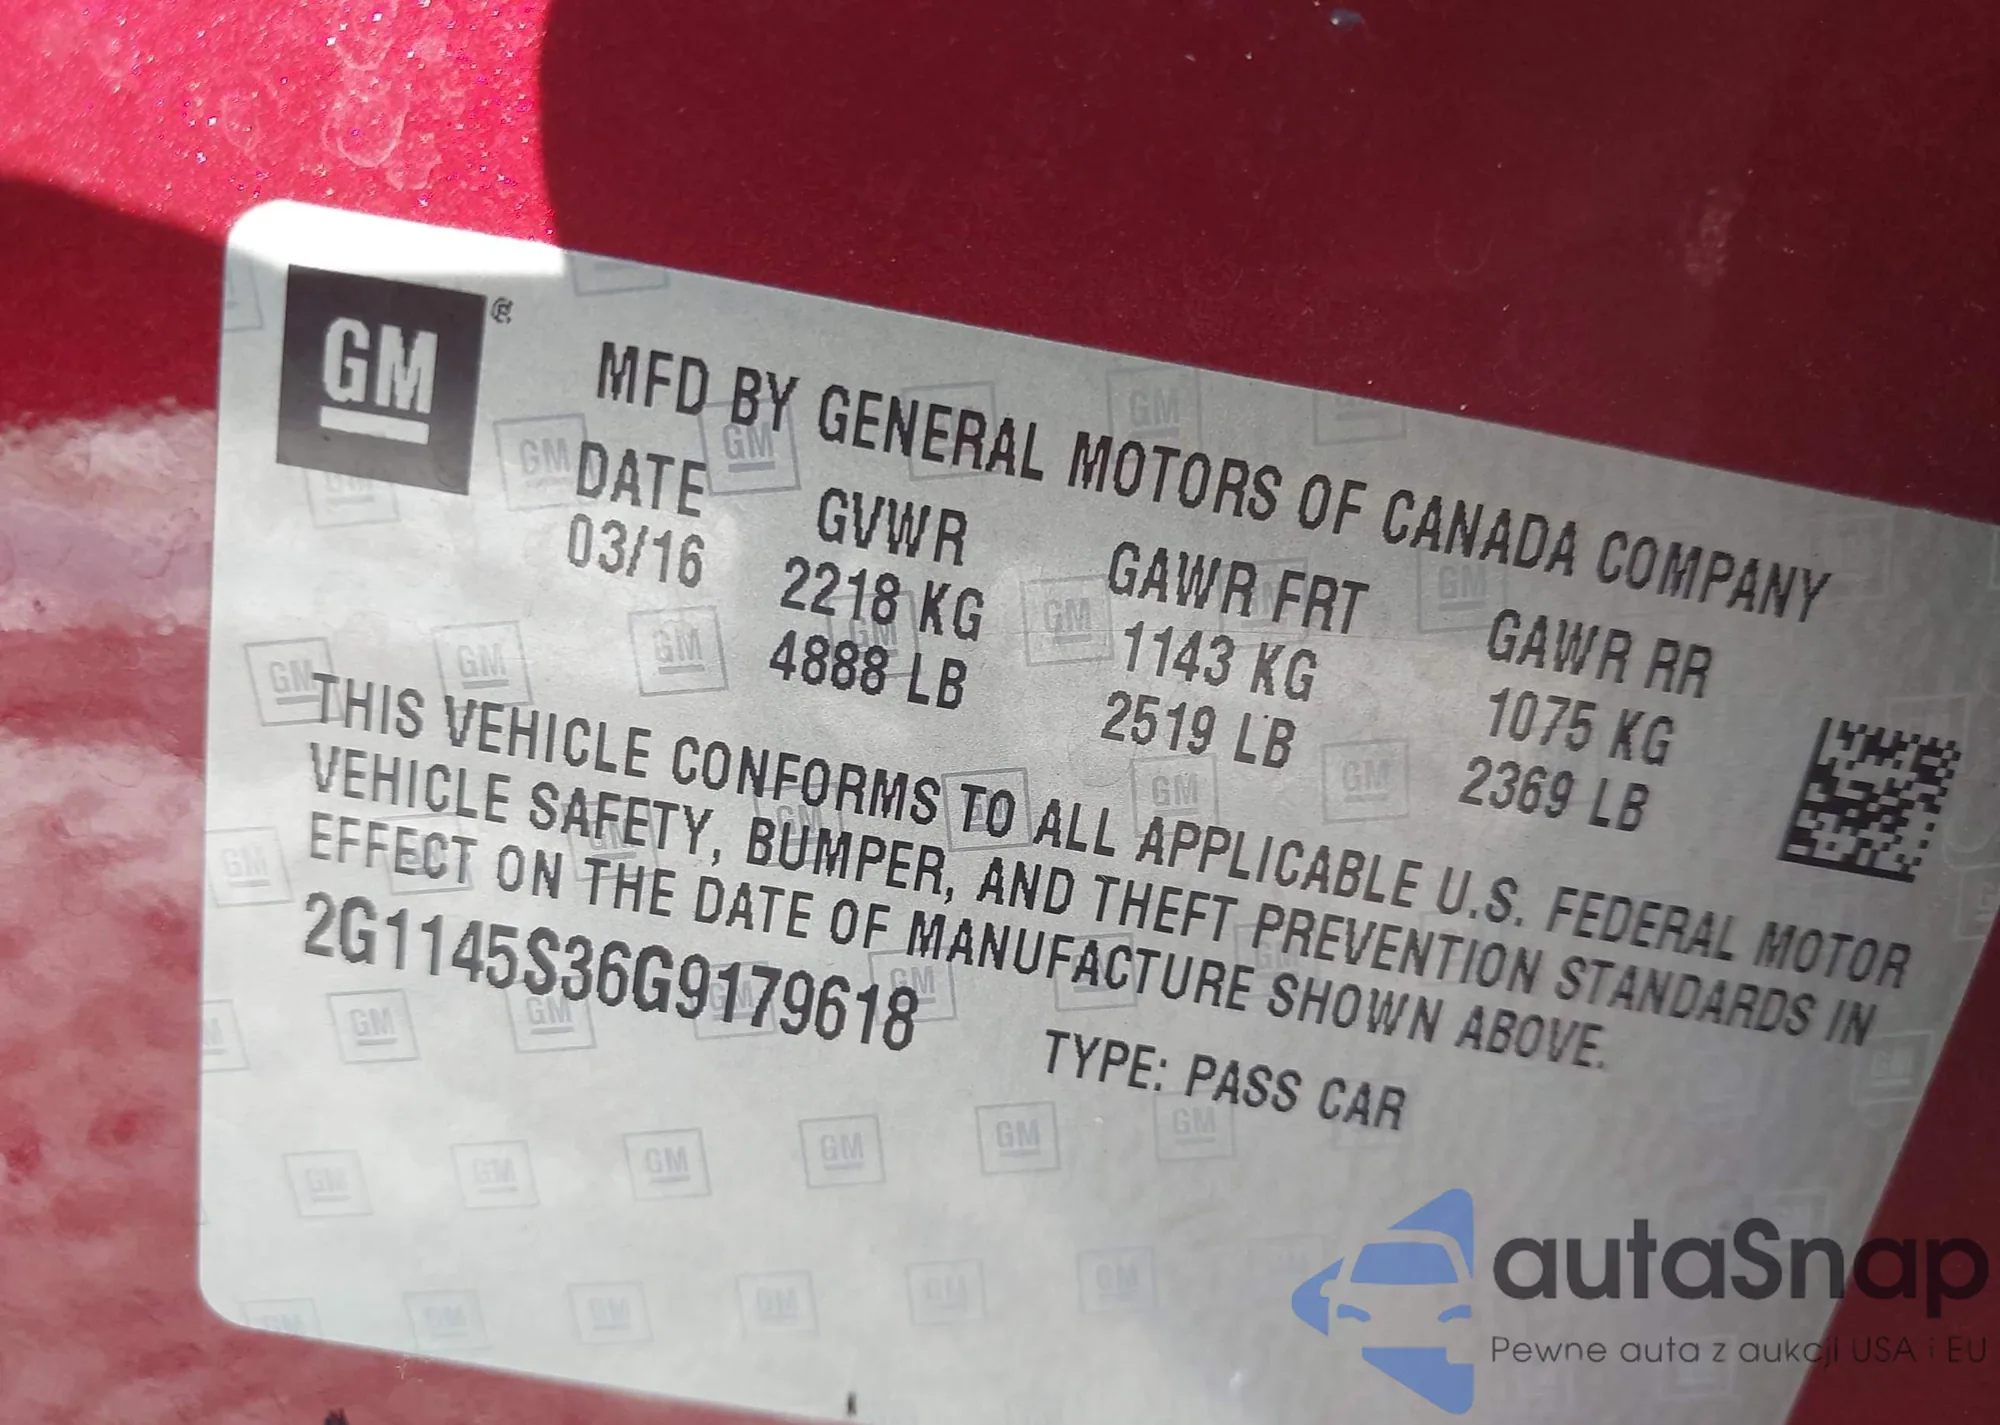 GM ®
MFD BY GENERAL MOTORS OF CANADA COMPANY
DATE GVWR GAWR FRT GAWR RR
03/16 2218 KG 1143 KG 1075 KG
4888 LB 2519 LB 2369 LB
THIS VEHICLE CONFORMS TO ALL APPLICABLE U.S. FEDERAL MOTOR
VEHICLE SAFETY, BUMPER, AND THEFT PREVENTION STANDARDS IN
EFFECT ON THE DATE OF MANUFACTURE SHOWN ABOVE.
2G1145S36G9179618 TYPE: PASS CAR
autaSnap
Pewne auta z aukcji USA i EU